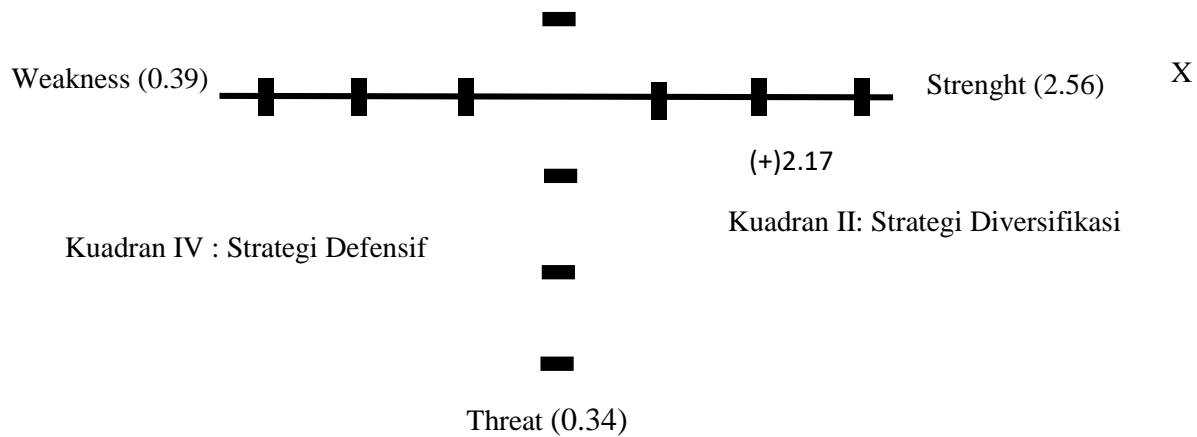 Weakness (0.39)
Strenght (2.56)
X
(+)2.17
Kuadran II: Strategi Diversifikasi
Kuadran IV : Strategi Defensif
Threat (0.34)